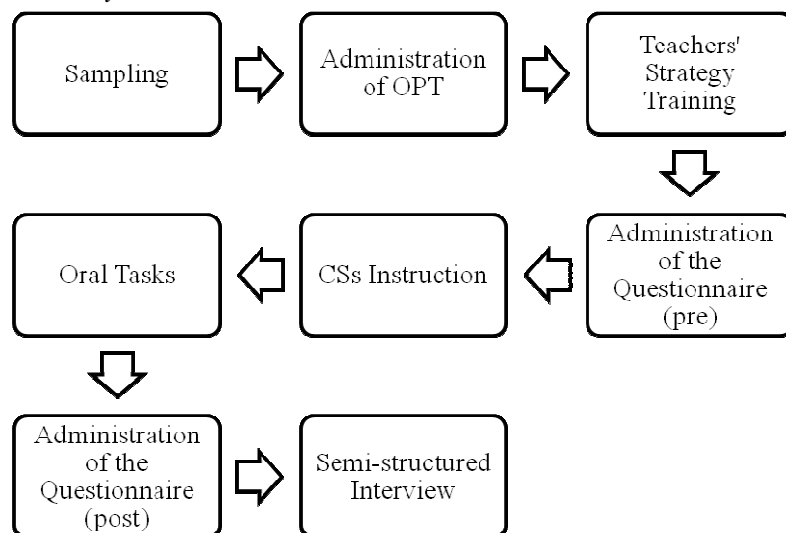 Sampling
Administration
of OPT
Teachers'
Strategy
Training
Administration
of the
Questionnaire
(pre)
CSs Instruction
Oral Tasks
Administration
of the
Questionnaire
(post)
Semi-structured
Interview